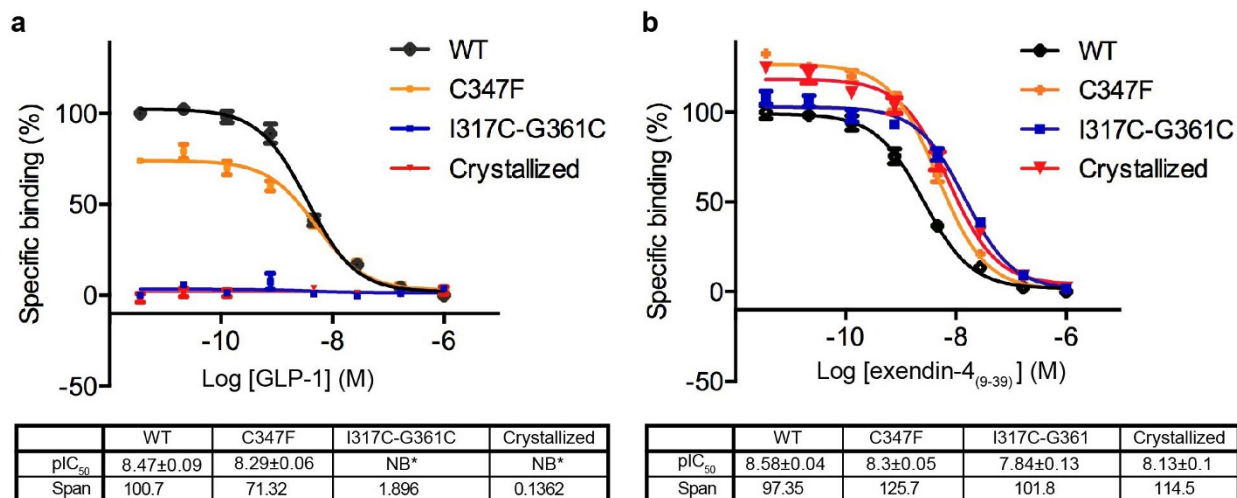 a
WT
C347F
I317C-G361C
Crystallized
Specific binding (%)
100
50
0
-50
-10
-8
-6
Log [GLP-1] (M)
WT C347F I317C-G361C Crystallized
pIC50 8.47±0.09 8.29±0.06 NB* NB*
Span 100.7 71.32 1.896 0.1362
b
WT
C347F
I317C-G361C
Crystallized
Specific binding (%)
100
50
0
-50
-10
-8
-6
Log [exendin-4(9-39)] (M)
WT C347F I317C-G361 Crystallized
pIC50 8.58±0.04 8.3±0.05 7.84±0.13 8.13±0.1
Span 97.35 125.7 101.8 114.5